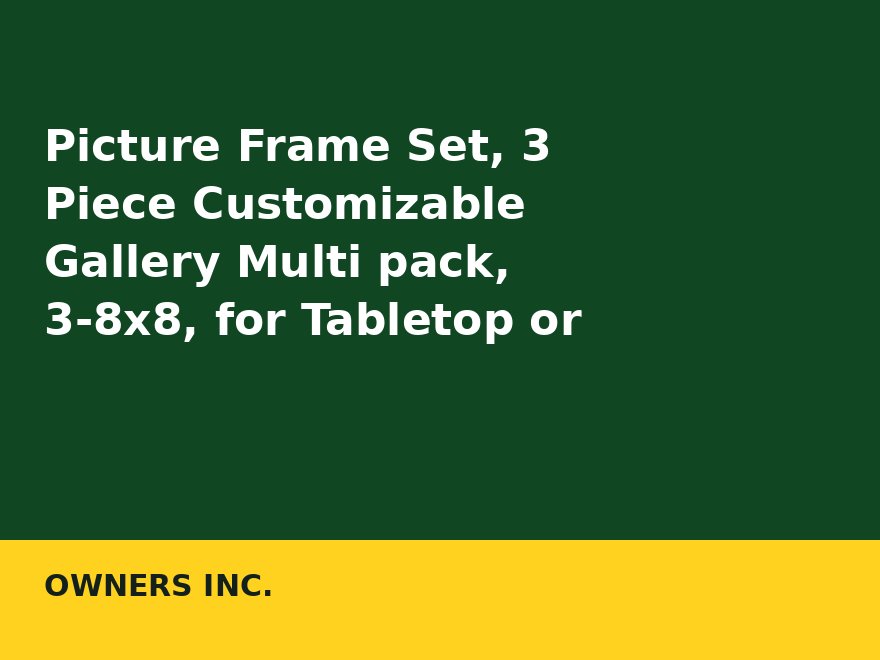 Picture Frame Set, 3
Piece Customizable
Gallery Multi pack,
3-8x8, for Tabletop or
OWNERS INC.